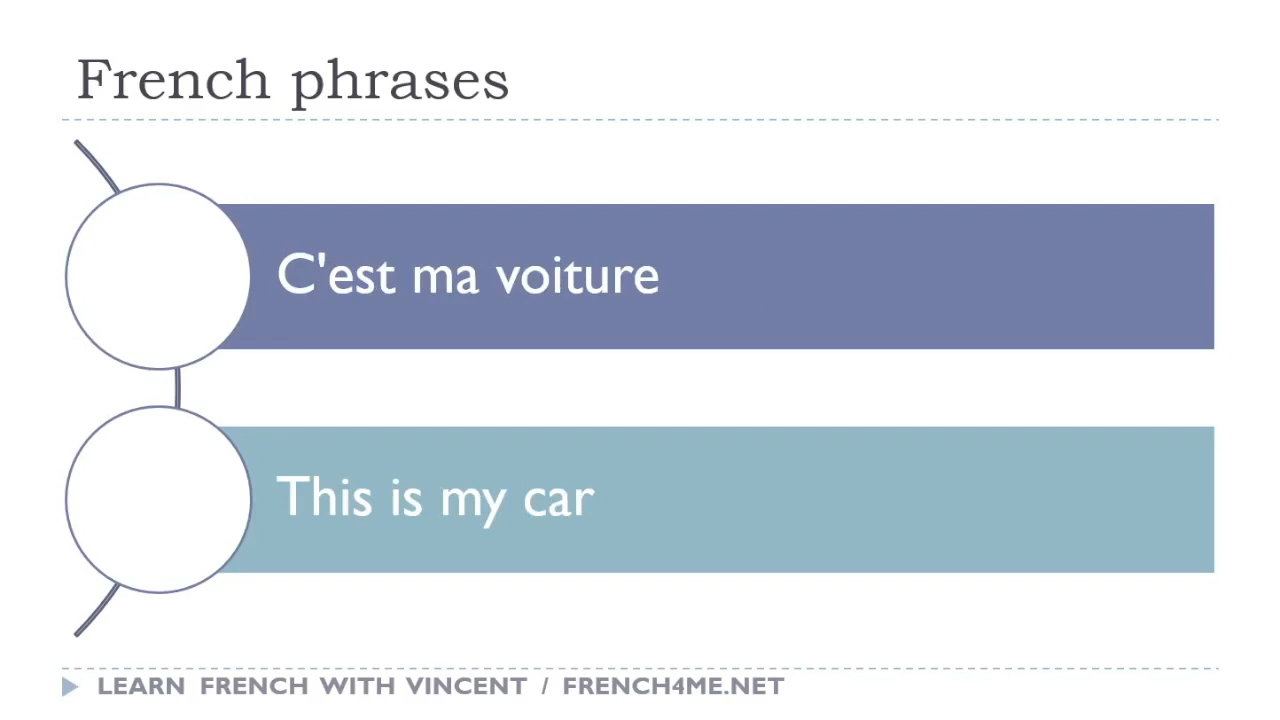 French phrases
C'est ma voiture
This is my car
LEARN FRENCH WITH VINCENT / FRENCH4ME.NET